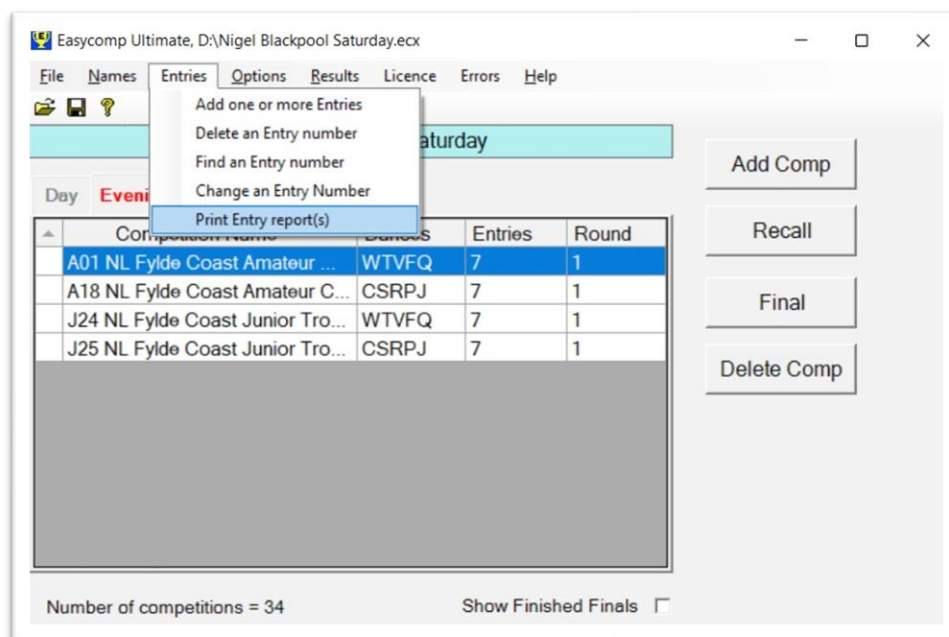 Easycomp Ultimate, D:\Nigel Blackpool Saturday.ecx
File Names Entries Options Results Licence Errors Help
Add one or more Entries
Delete an Entry number
Find an Entry number
Change an Entry Number
Print Entry report(s)
Day
Entries Round
A01 NL Fylde Coast Amateur ... WTVFQ 7 1
A18 NL Fylde Coast Amateur C... CSRPJ 7 1
J24 NL Fylde Coast Junior Tro... WTVFQ 7 1
J25 NL Fylde Coast Junior Tro... CSRPJ 7 1
Add Comp
Recall
Final
Delete Comp
Number of competitions = 34 Show Finished Finals